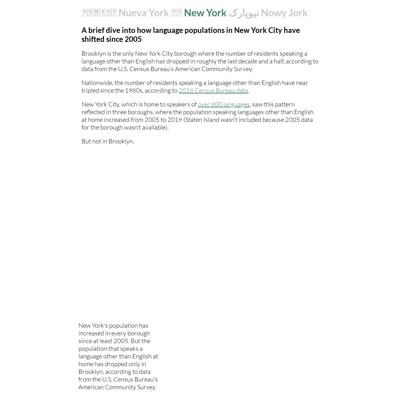 Nueva York New York نیویارک Nowy Jork
A brief dive into how language populations in New York City have
shifted since 2005
Brooklyn is the only New York City borough where the number of residents speaking a
language other than English has dropped in roughly the last decade and a half, according to
data from the U.S. Census Bureau's American Community Survey.
Nationwide, the number of residents speaking a language other than English have near
tripled since the 1980s, according to 2018 Census Bureau data.
New York City, which is home to speakers of over 600 languages, saw this pattern
reflected in three boroughs, where the population speaking languages other than English
at home increased from 2005 to 2019 (Staten Island wasn't included because 2005 data
for the borough wasn't available).
But not in Brooklyn.
New York's population has
increased in every borough
since at least 2005. But the
population that speaks a
language other than English at
home has dropped only in
Brooklyn, according to data
from the U.S. Census Bureau's
American Community Survey.